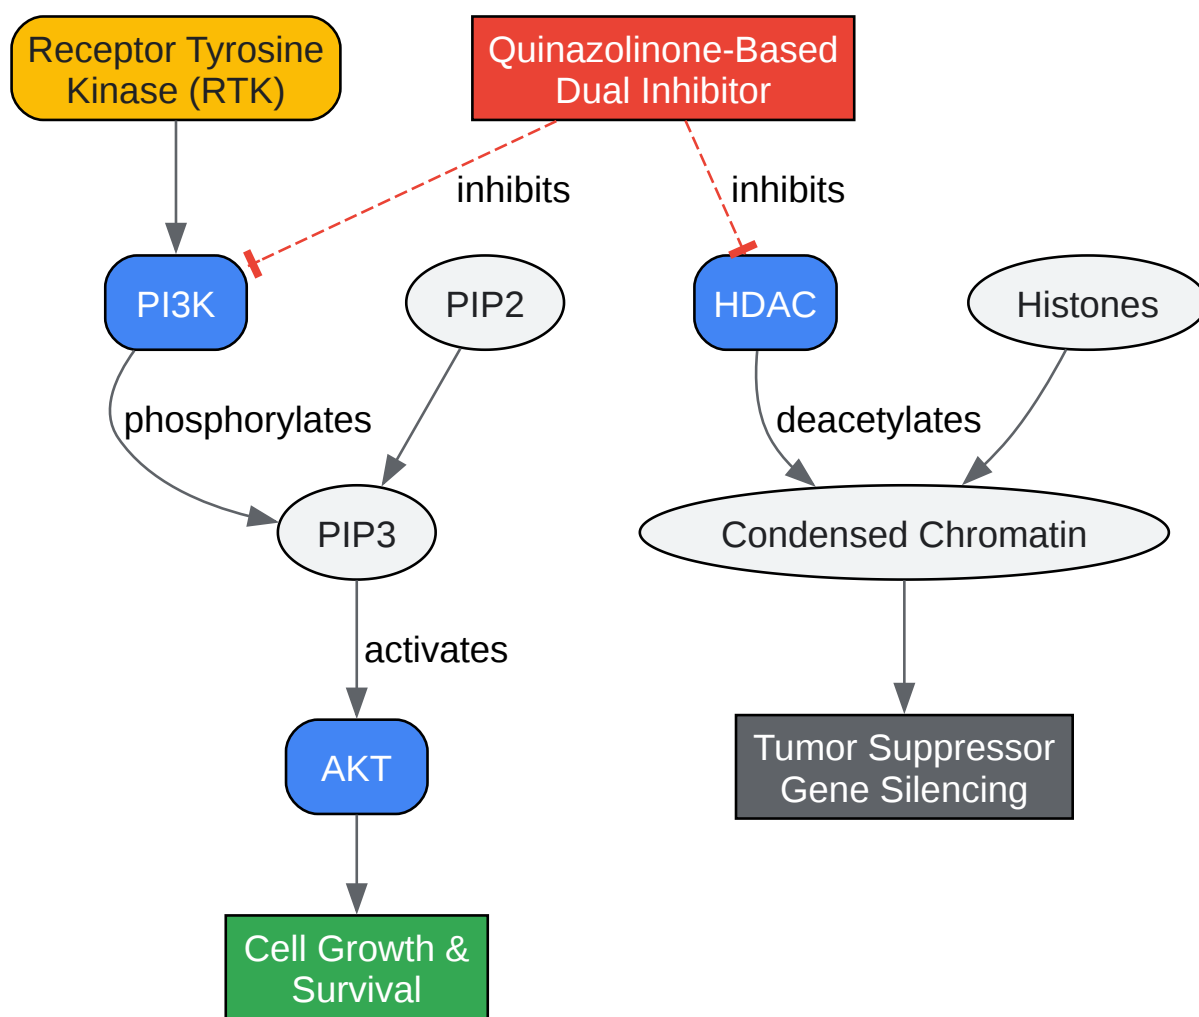 Receptor Tyrosine
Kinase (RTK)
Quinazolinone-Based
Dual Inhibitor
inhibits
inhibits
PI3K
PIP2
HDAC
Histones
phosphorylates
deacetylates
PIP3
Condensed Chromatin
activates
AKT
Tumor Suppressor
Gene Silencing
Cell Growth &
Survival